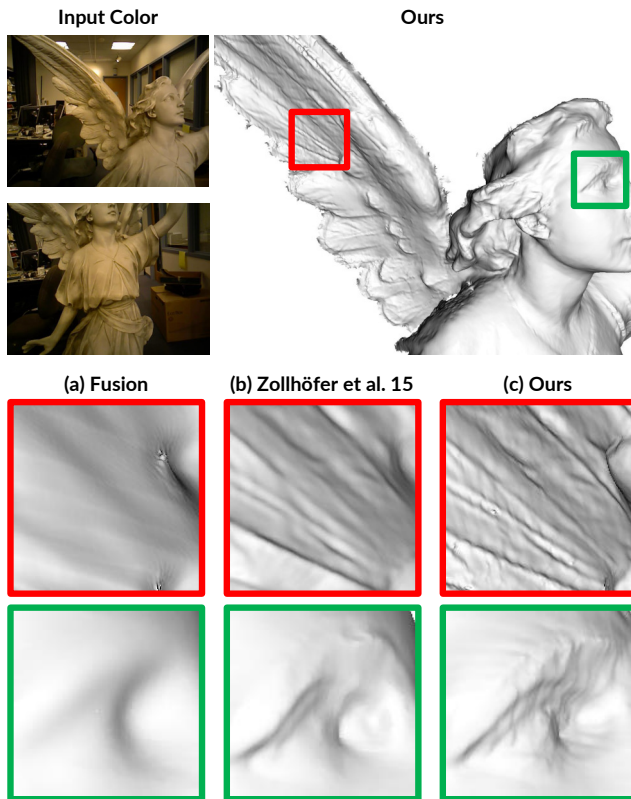 Input Color
Ours
(a) Fusion
(b) Zollhöfer et al. 15
(c) Ours